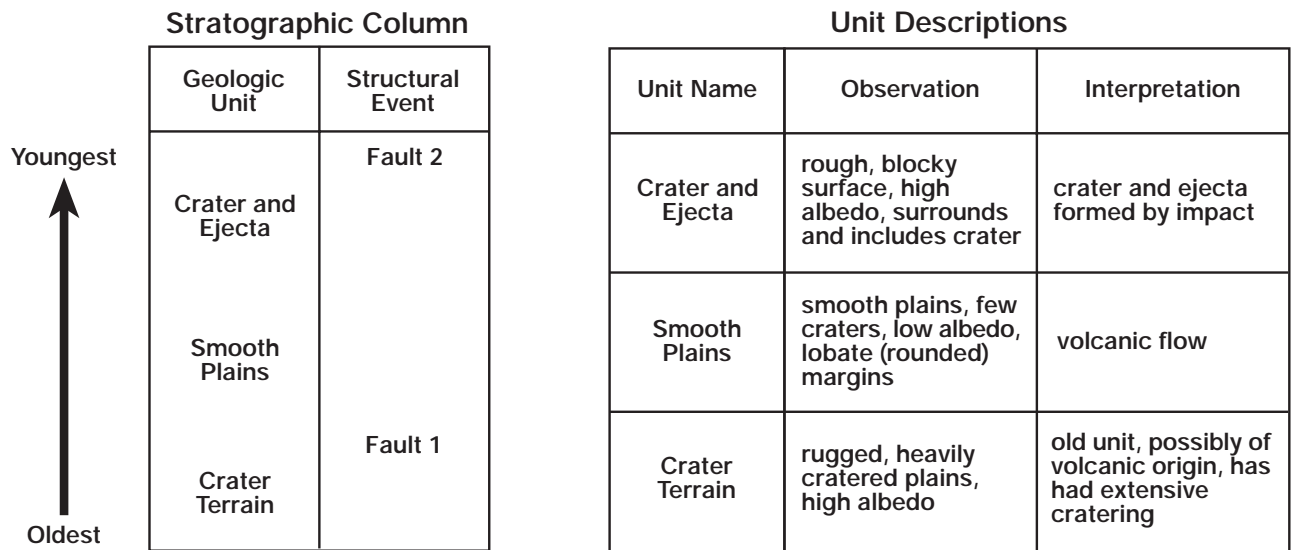 Stratographic Column
Geologic
Unit
Structural
Event
Youngest
Fault 2
Crater and
Ejecta
Smooth
Plains
Fault 1
Crater
Terrain
Oldest
Unit Descriptions
Unit Name
Observation
Interpretation
Crater and
Ejecta
rough, blocky
surface, high
albedo, surrounds
and includes crater
crater and ejecta
formed by impact
Smooth
Plains
smooth plains, few
craters, low albedo,
lobate (rounded)
margins
volcanic flow
Crater
Terrain
rugged, heavily
cratered plains,
high albedo
old unit, possibly of
volcanic origin, has
had extensive
cratering